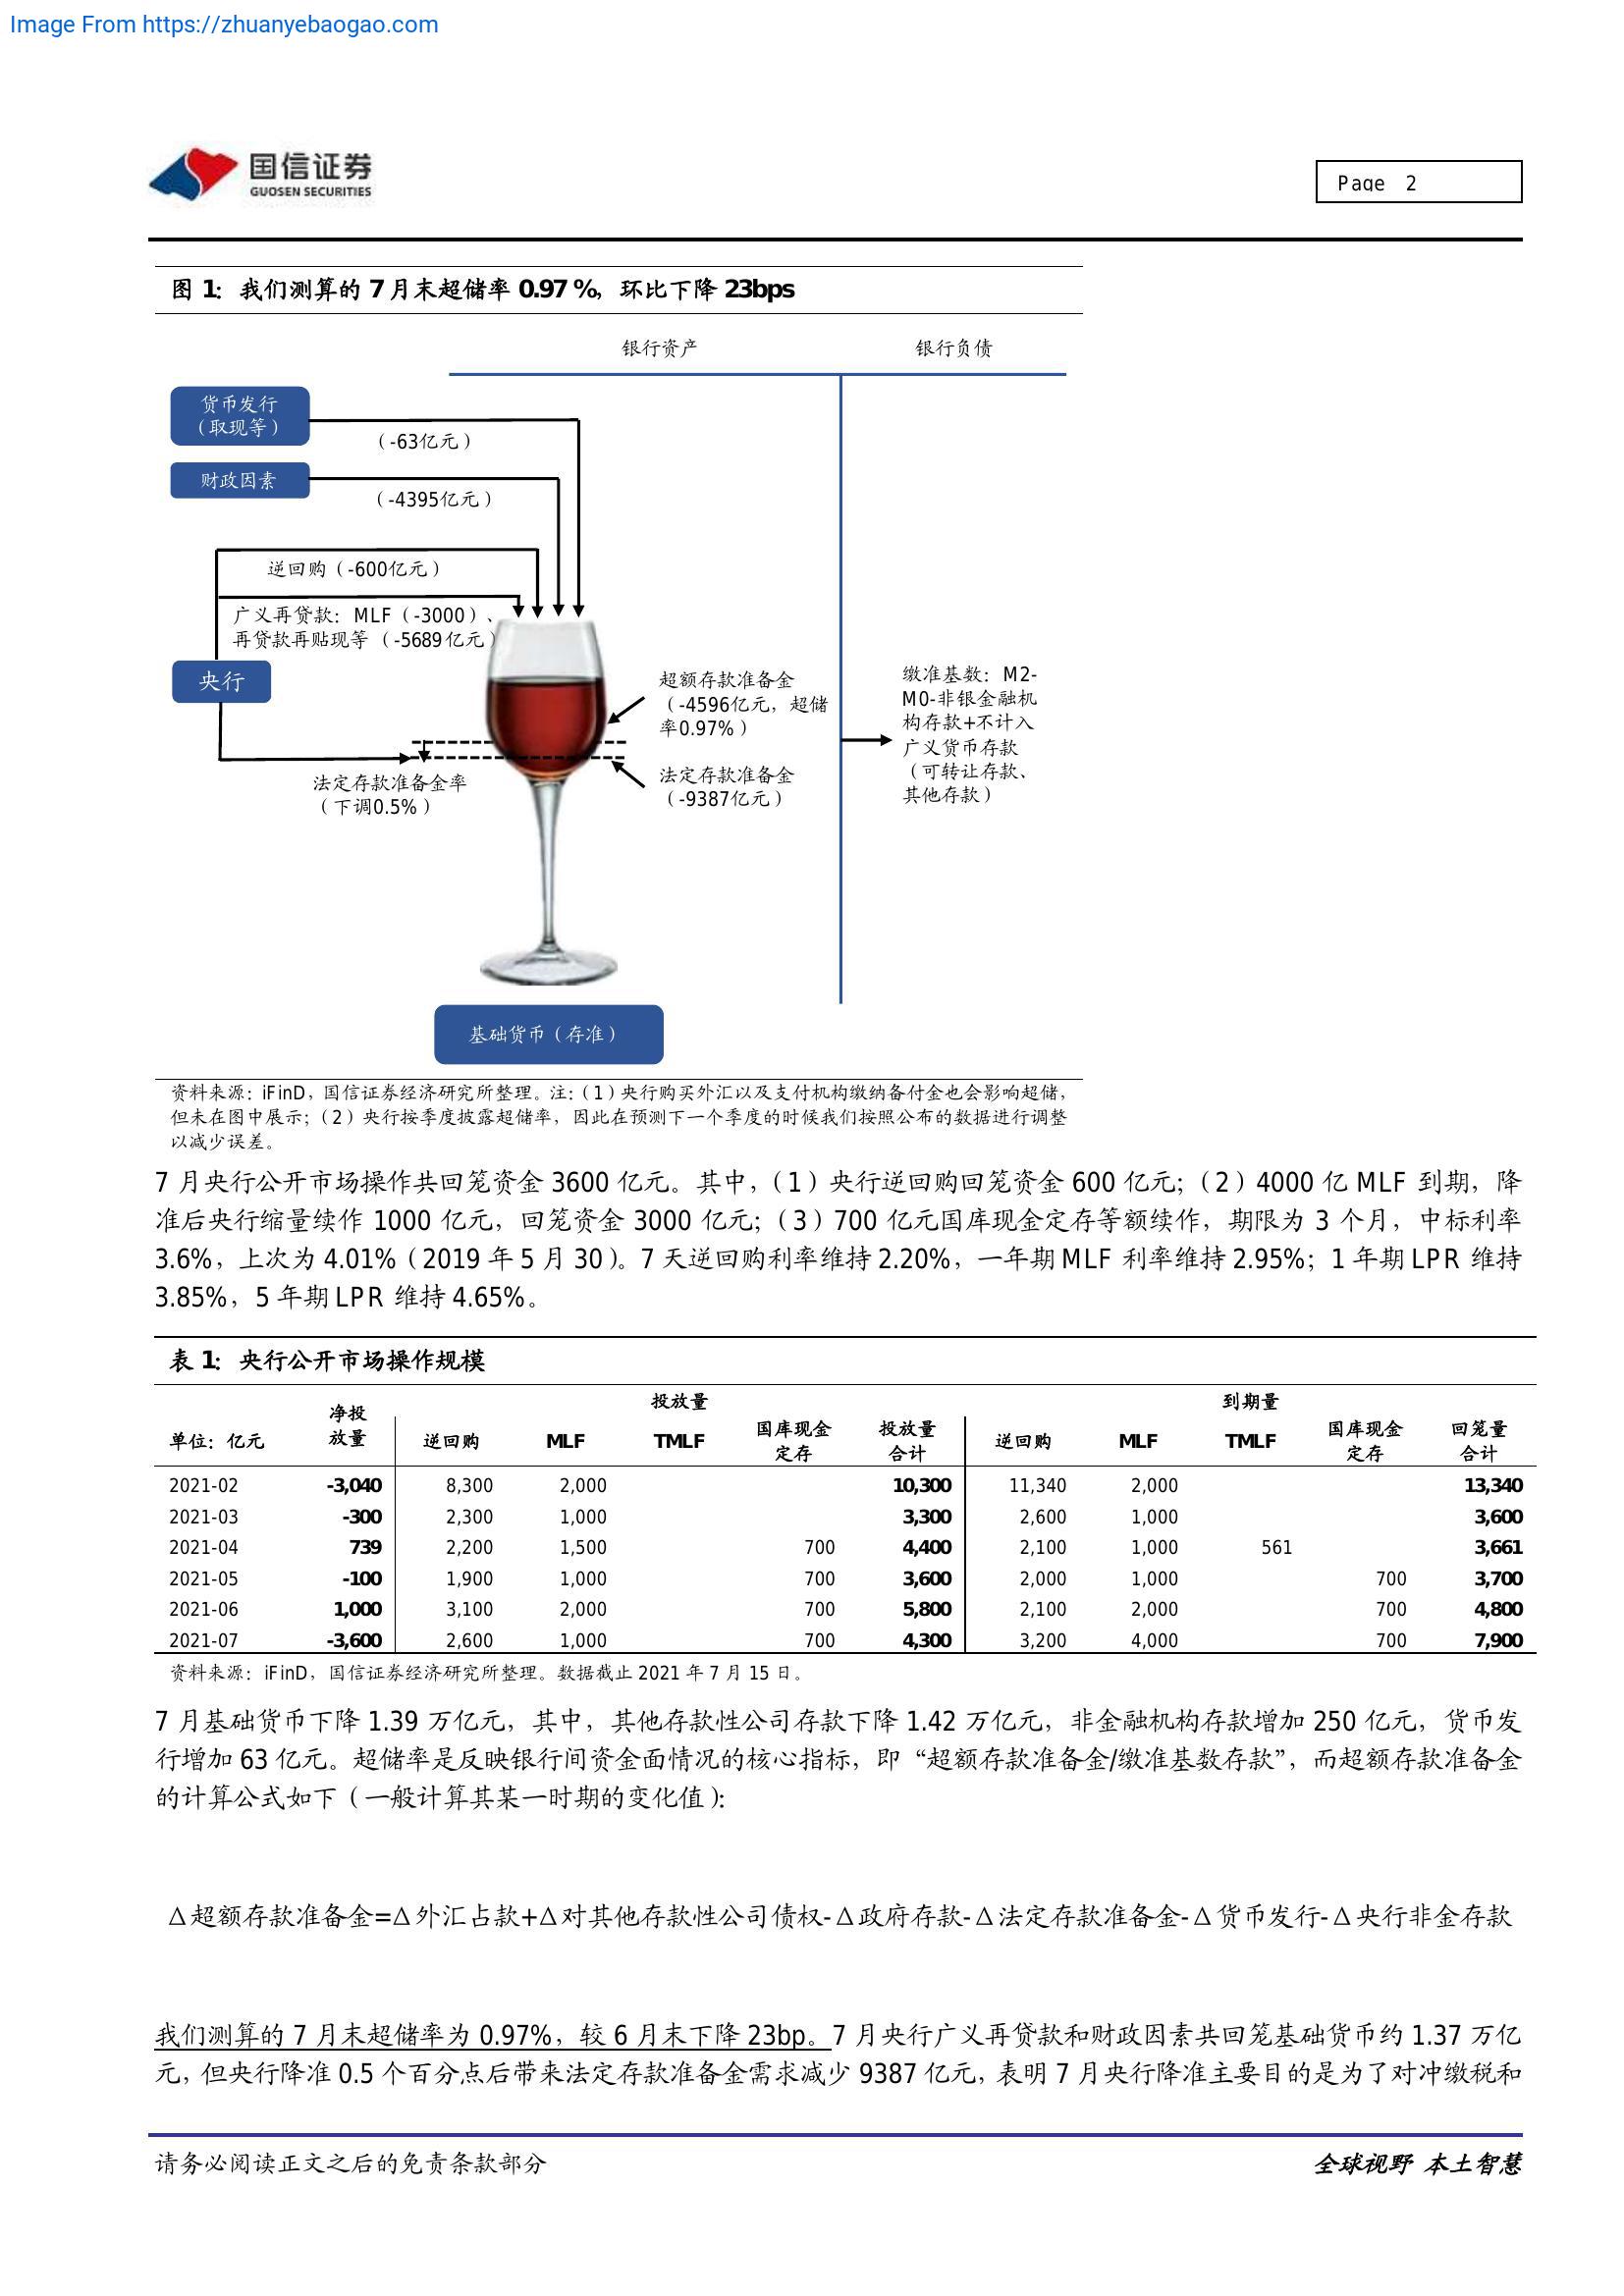 Image From https://zhuanyebaogao.com
国信证券
GUOSEN SECURITIES
Page 2
图 1：我们测算的 7 月末超储率 0.97 %，环比下降 23bps
银行资产 银行负债
货币发行
（取现等）
（-63亿元）
财政因素
（-4395亿元）
逆回购（-600亿元）
广义再贷款：MLF（-3000）、
再贷款再贴现等（-5689亿元）
央行
法定存款准备金率
（下调0.5%）
超额存款准备金
（-4596亿元，超储
率0.97%）
法定存款准备金
（-9387亿元）
缴准基数：M2-
M0-非银金融机
构存款+不计入
广义货币存款
（可转让存款、
其他存款）
基础货币（存准）
资料来源：iFinD，国信证券经济研究所整理。注：（1）央行购买外汇以及支付机构缴纳备付金也会影响超储，
但未在图中展示；（2）央行按季度披露超储率，因此在预测下一个季度的时候我们按照公布的数据进行调整
以减少误差。
7 月央行公开市场操作共回笼资金 3600 亿元。其中，（1）央行逆回购回笼资金 600 亿元；（2）4000 亿 MLF 到期，降
准后央行缩量续作 1000 亿元，回笼资金 3000 亿元；（3）700 亿元国库现金定存等额续作，期限为 3 个月，中标利率
3.6%，上次为 4.01%（2019 年 5 月 30）。7 天逆回购利率维持 2.20%，一年期 MLF 利率维持 2.95%；1 年期 LPR 维持
3.85%，5 年期 LPR 维持 4.65%。
表 1：央行公开市场操作规模
投放量 到期量
单位：亿元 净投放量 逆回购 MLF TMLF 国库现金定存 投放量合计 逆回购 MLF TMLF 国库现金定存 回笼量合计
2021-02 -3,040 8,300 2,000 10,300 11,340 2,000 13,340
2021-03 -300 2,300 1,000 3,300 2,600 1,000 3,600
2021-04 739 2,200 1,500 700 4,400 2,100 1,000 561 3,661
2021-05 -100 1,900 1,000 700 3,600 2,000 1,000 700 3,700
2021-06 1,000 3,100 2,000 700 5,800 2,100 2,000 700 4,800
2021-07 -3,600 2,600 1,000 700 4,300 3,200 4,000 700 7,900
资料来源：iFinD，国信证券经济研究所整理。数据截止 2021 年 7 月 15 日。
7 月基础货币下降 1.39 万亿元，其中，其他存款性公司存款下降 1.42 万亿元，非金融机构存款增加 250 亿元，货币发
行增加 63 亿元。超储率是反映银行间资金面情况的核心指标，即“超额存款准备金/缴准基数存款”，而超额存款准备金
的计算公式如下（一般计算其某一时期的变化值）：
Δ超额存款准备金=Δ外汇占款+Δ对其他存款性公司债权-Δ政府存款-Δ法定存款准备金-Δ货币发行-Δ央行非金存款
我们测算的 7 月末超储率为 0.97%，较 6 月末下降 23bp。7 月央行广义再贷款和财政因素共回笼基础货币约 1.37 万亿
元，但央行降准 0.5 个百分点后带来法定存款准备金需求减少 9387 亿元，表明 7 月央行降准主要目的是为了对冲缴税和
请务必阅读正文之后的免责条款部分 全球视野 本土智慧